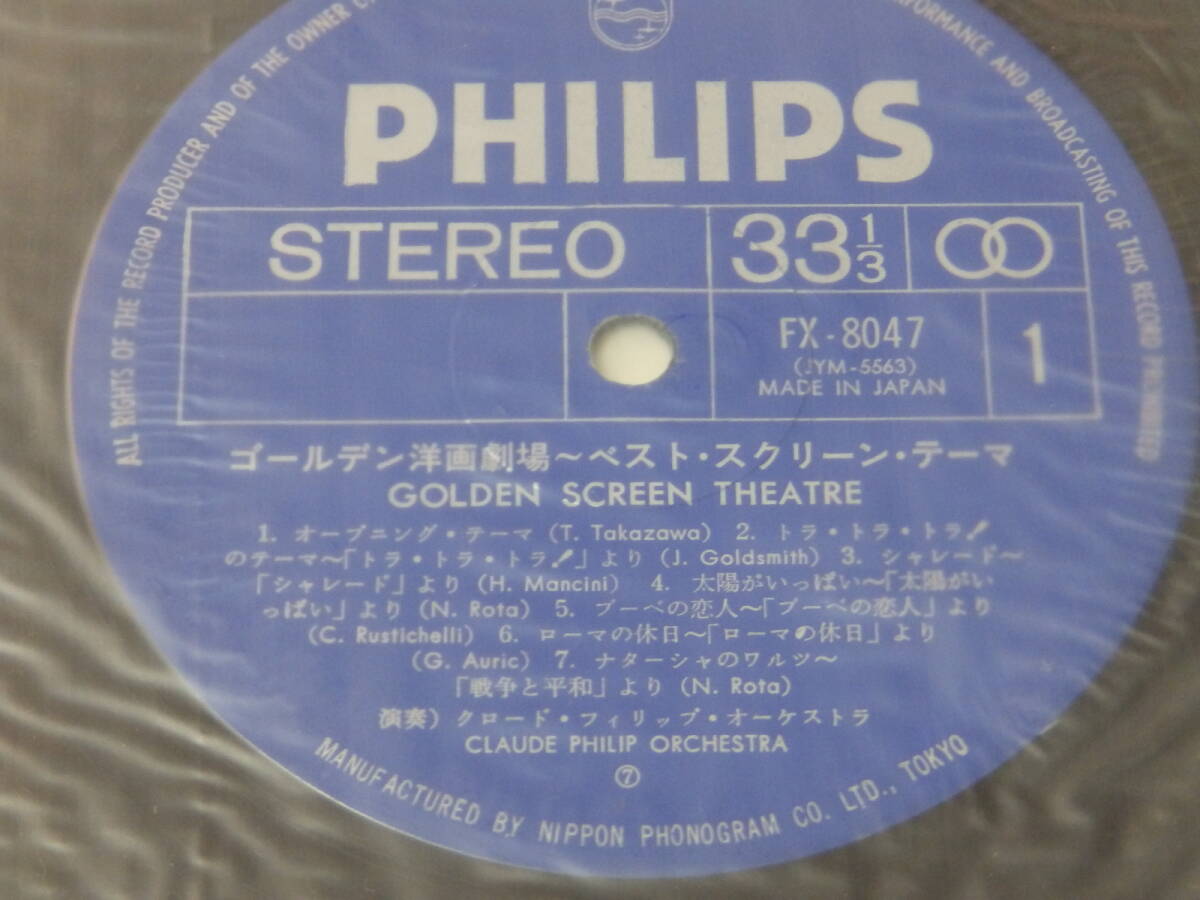 ALL RIGHTS OF THE RECORD PRODUCER AND OF THE OWNER
PERFORMANCE AND BROADCASTING OF THIS RECORD PROHIBITED
PHILIPS
STEREO 33 1/3
FX-8047 1
(JYM-5563)
MADE IN JAPAN
ゴールデン洋画劇場～ベスト・スクリーン・テーマ
GOLDEN SCREEN THEATRE
1. オープニング・テーマ (T. Takazawa) 2. トラ・トラ・トラ!
のテーマ～「トラ・トラ・トラ!」より (J. Goldsmith) 3. シャレード～
「シャレード」より (H. Mancini) 4. 太陽がいっぱい～「太陽がい
っぱい」より (N. Rota) 5. ブーベの恋人～「ブーベの恋人」より
(C. Rustichelli) 6. ローマの休日～「ローマの休日」より
(G. Auric) 7. ナターシャのワルツ～
「戦争と平和」より (N. Rota)
演奏) クロード・フィリップ・オーケストラ
CLAUDE PHILIP ORCHESTRA
⑦
MANUFACTURED BY NIPPON PHONOGRAM CO. LTD., TOKYO